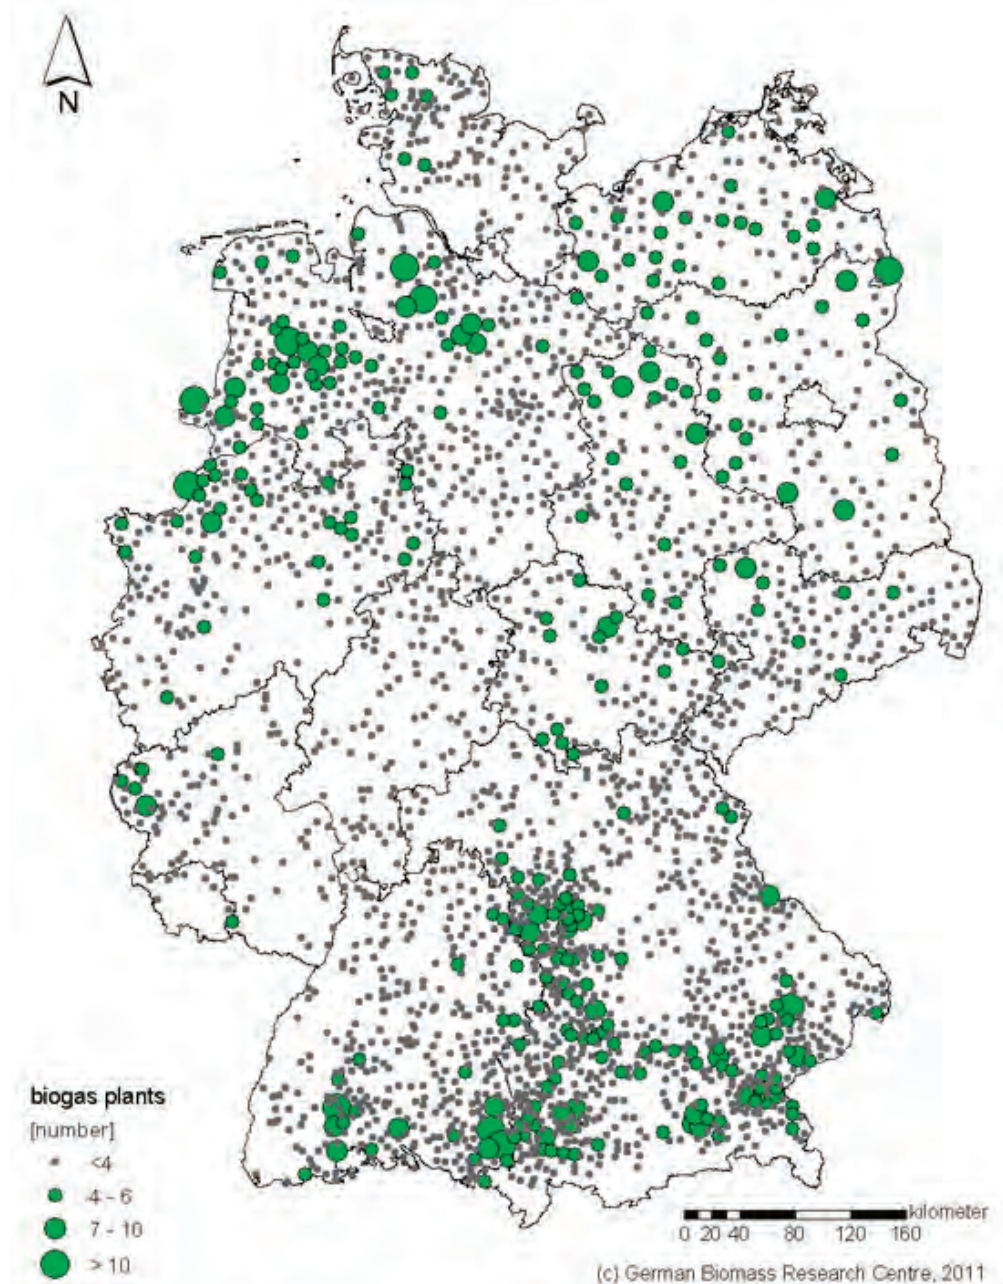 N
biogas plants
[number]
<4
4 - 6
7 - 10
> 10
kilometer
0 20 40 80 120 160
(c) German Biomass Research Centre, 2011